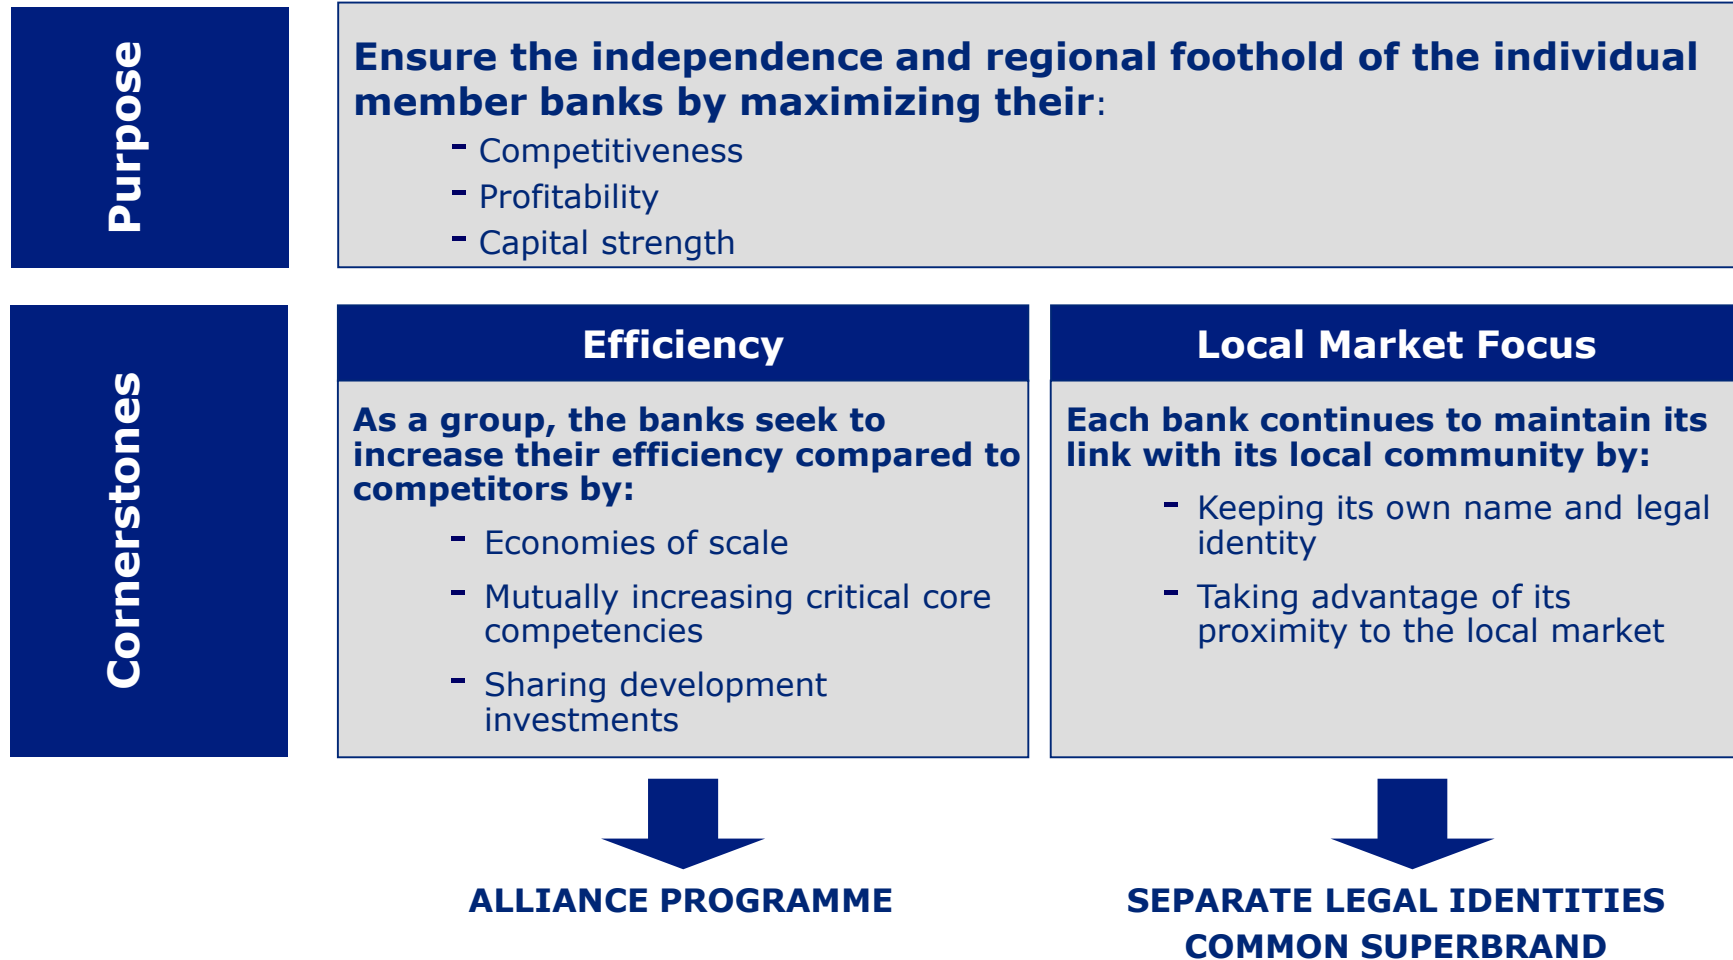 Purpose
Ensure the independence and regional foothold of the individual
member banks by maximizing their:
- Competitiveness
- Profitability
- Capital strength
Cornerstones
Efficiency
As a group, the banks seek to
increase their efficiency compared to
competitors by:
- Economies of scale
- Mutually increasing critical core
competencies
- Sharing development
investments
ALLIANCE PROGRAMME
Local Market Focus
Each bank continues to maintain its
link with its local community by:
- Keeping its own name and legal
identity
- Taking advantage of its
proximity to the local market
SEPARATE LEGAL IDENTITIES
COMMON SUPERBRAND